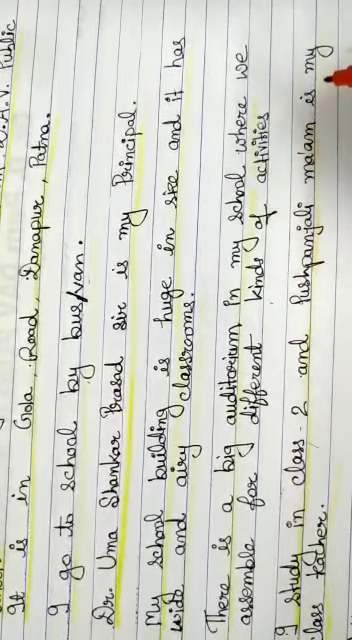 D.A.V. Public
It is in Gola Road, Danapur, Patna.
I go to school by bus/van.
Dr. Uma Shankar Prasad sir is my Principal.
My school building is huge in size and it has
wide and airy classrooms.
There is a big auditorium in my school where we
assemble for different kinds of activities
I study in class-2 and Pushpanjali madam is my
lass